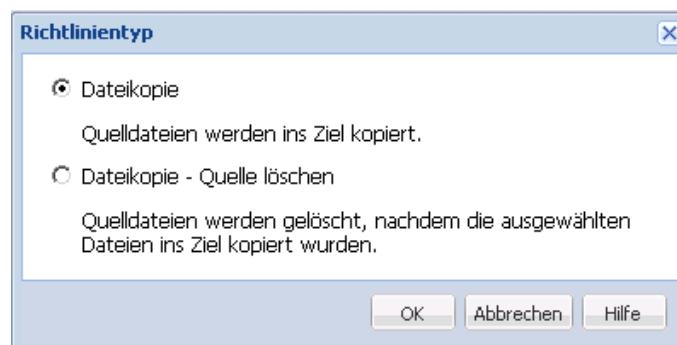 Richtlinientyp
Dateikopie
Quelldateien werden ins Ziel kopiert.
Dateikopie - Quelle löschen
Quelldateien werden gelöscht, nachdem die ausgewählten
Dateien ins Ziel kopiert wurden.
OK Abbrechen Hilfe